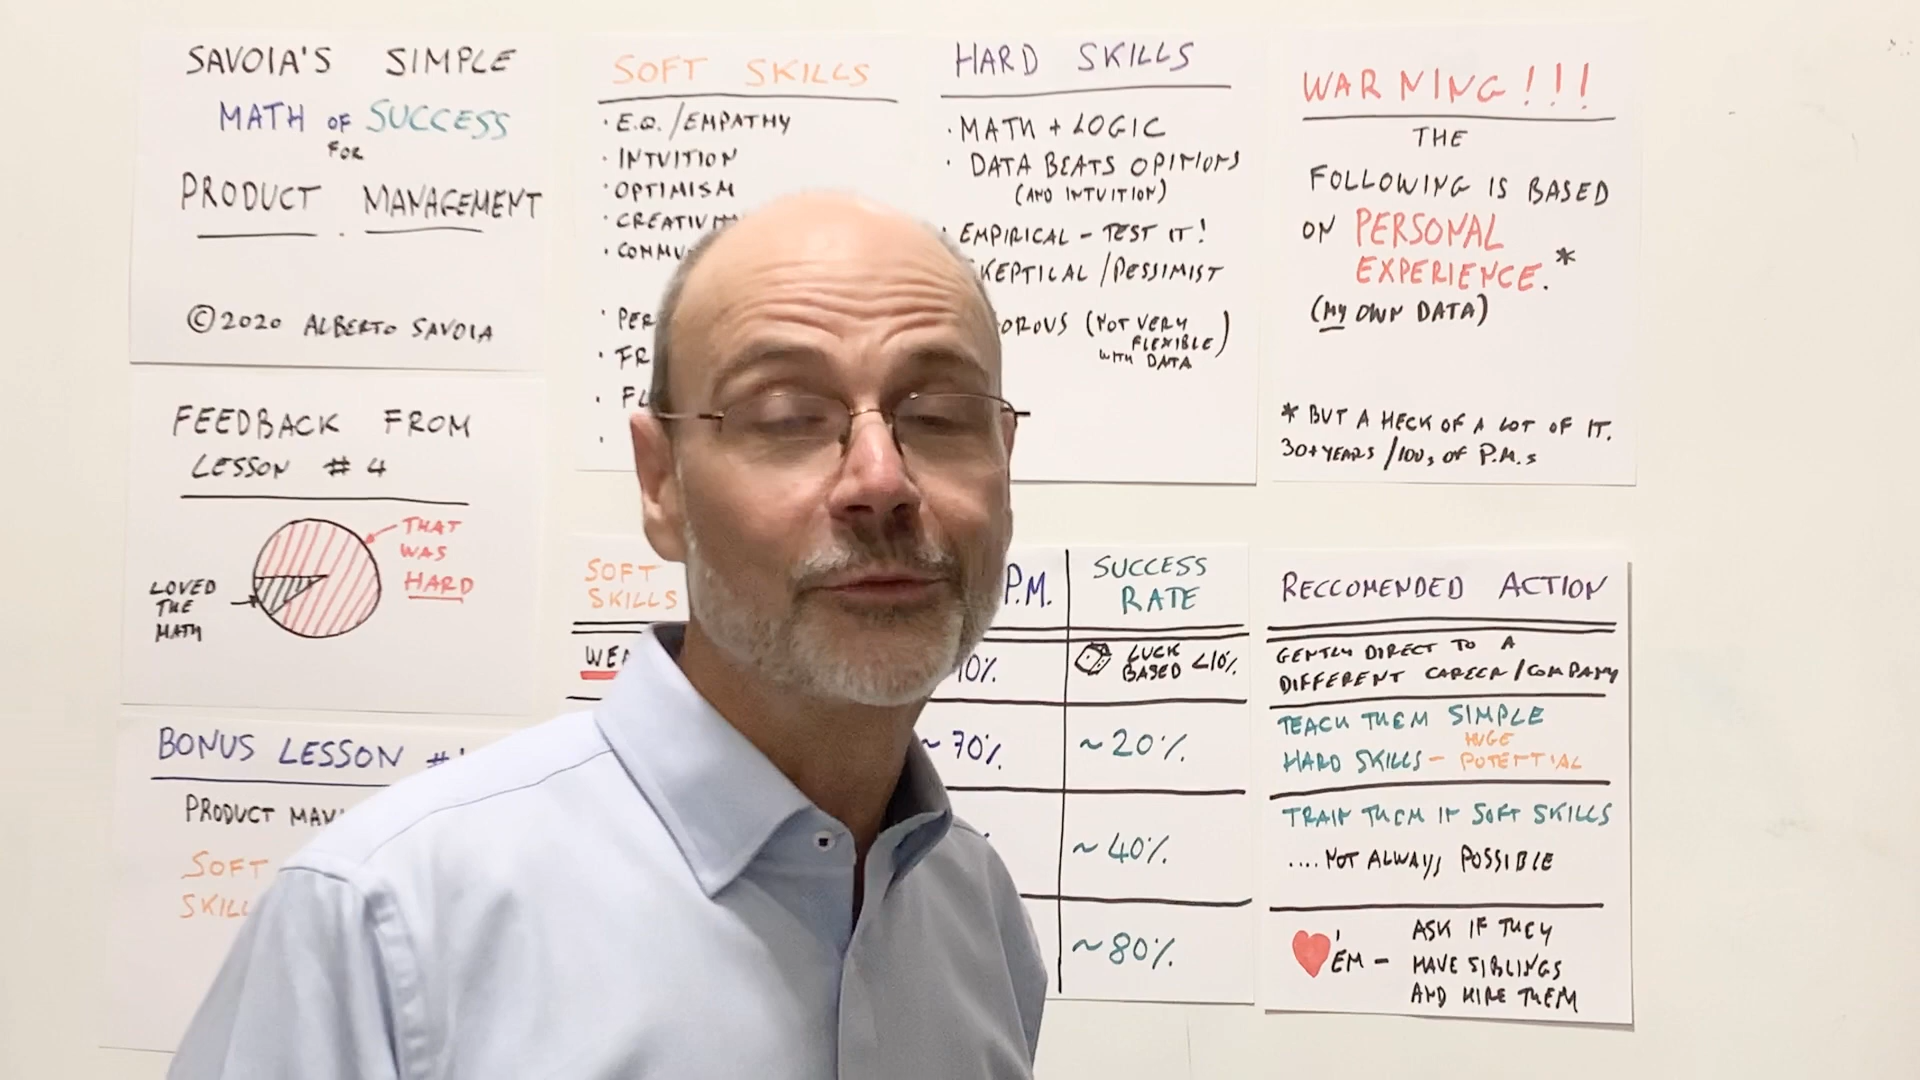 SAVOIA'S SIMPLE
MATH OF SUCCESS
FOR
PRODUCT MANAGEMENT
©2020 ALBERTO SAVOIA
SOFT SKILLS
· E.Q. / EMPATHY
· INTUITION
· OPTIMISM
HARD SKILLS
· MATH + LOGIC
· DATA BEATS OPINIONS
(AND INTUITION)
· EMPIRICAL - TEST IT!
SKEPTICAL / PESSIMIST
(NOT VERY
FLEXIBLE)
WITH DATA
WARNING!!!
THE
FOLLOWING IS BASED
ON PERSONAL
EXPERIENCE.*
(MY OWN DATA)
* BUT A HECK OF A LOT OF IT.
30+ YEARS / 100s OF P.M.s
FEEDBACK FROM
LESSON #4
THAT
WAS
HARD
LOVED
THE
MATH
BONUS LESSON #
PRODUCT
SOFT
SOFT
SKILLS
P.M.
SUCCESS
RATE
10%
LUCK
BASED <10%
~70%
~20%
~40%
~80%
RECCOMENDED ACTION
GENTLY DIRECT TO A
DIFFERENT CAREER / COMPANY
TEACH THEM SIMPLE
HARD SKILLS - HUGE
POTENTIAL
TRAIN THEM IN SOFT SKILLS
.... NOT ALWAYS POSSIBLE
'EM - ASK IF THEY
HAVE SIBLINGS
AND HIRE THEM